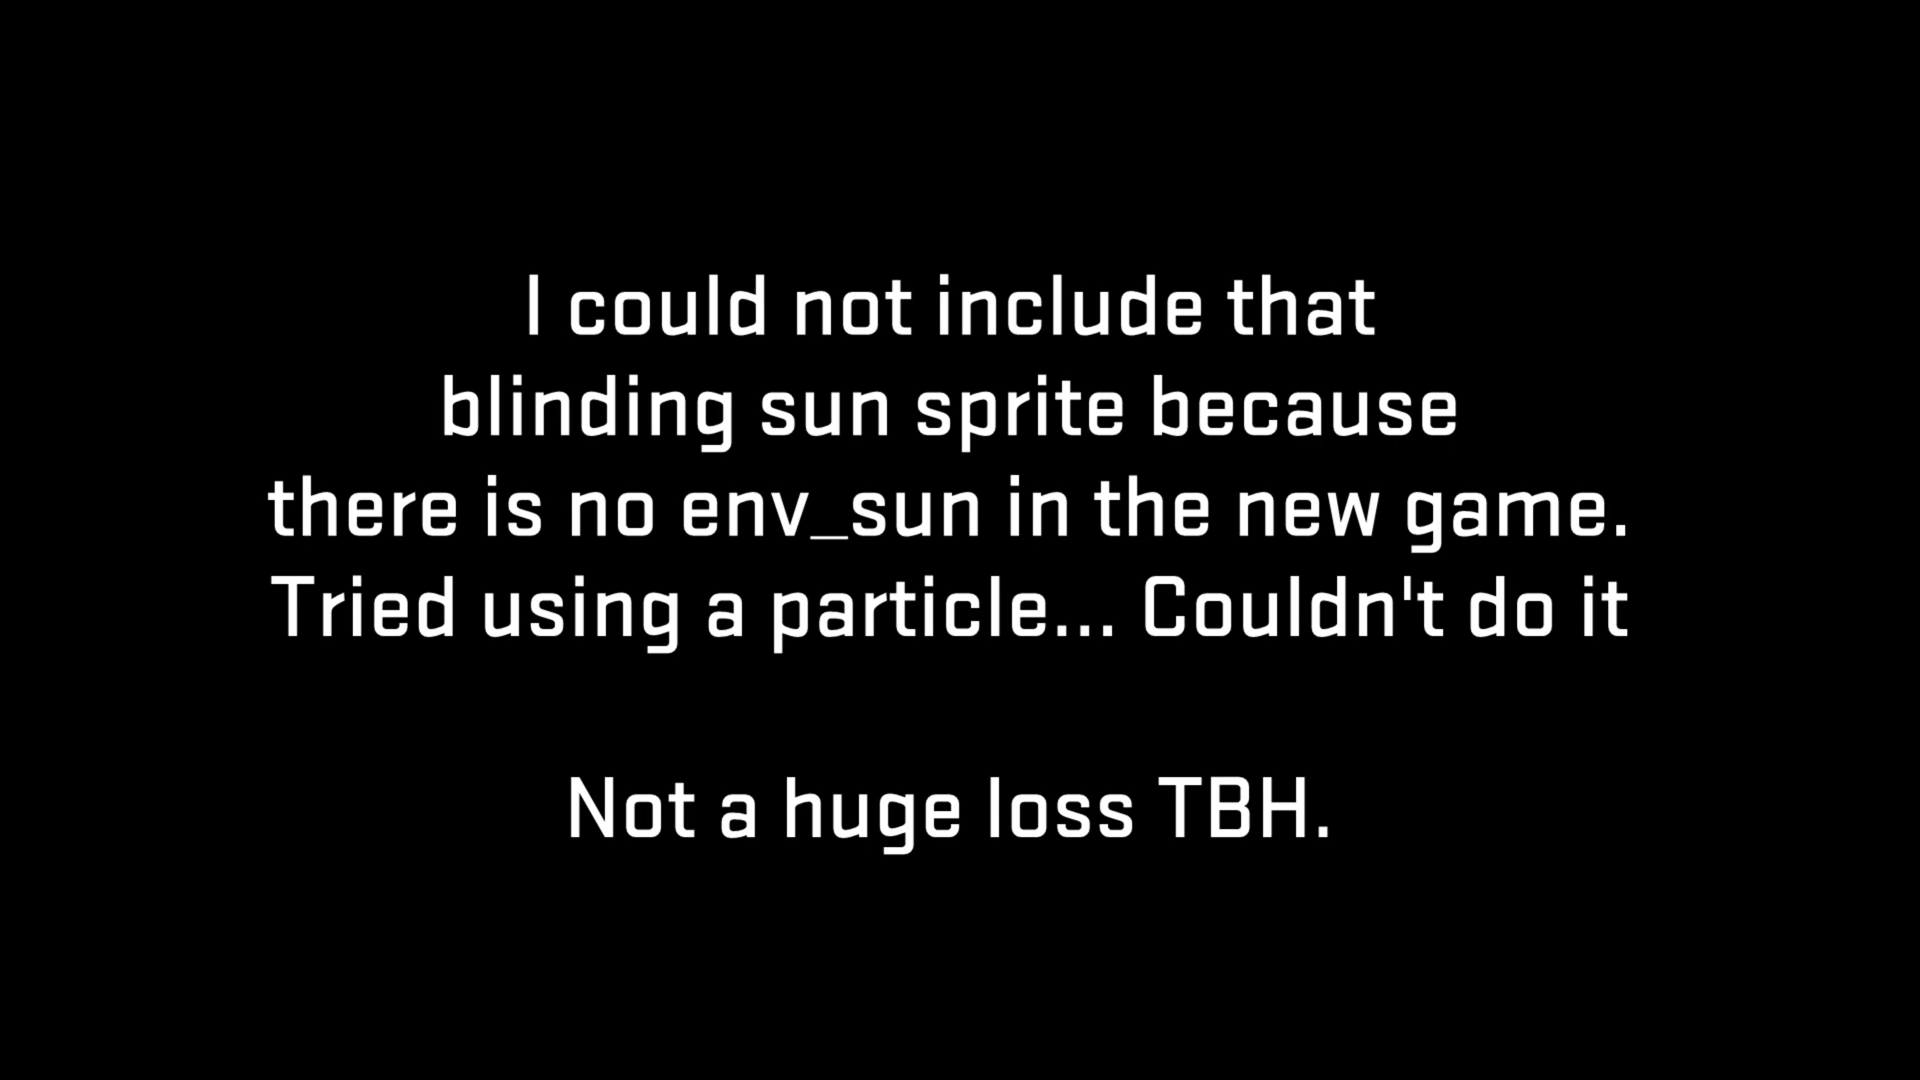 I could not include that
blinding sun sprite because
there is no env_sun in the new game.
Tried using a particle... Couldn't do it
Not a huge loss TBH.